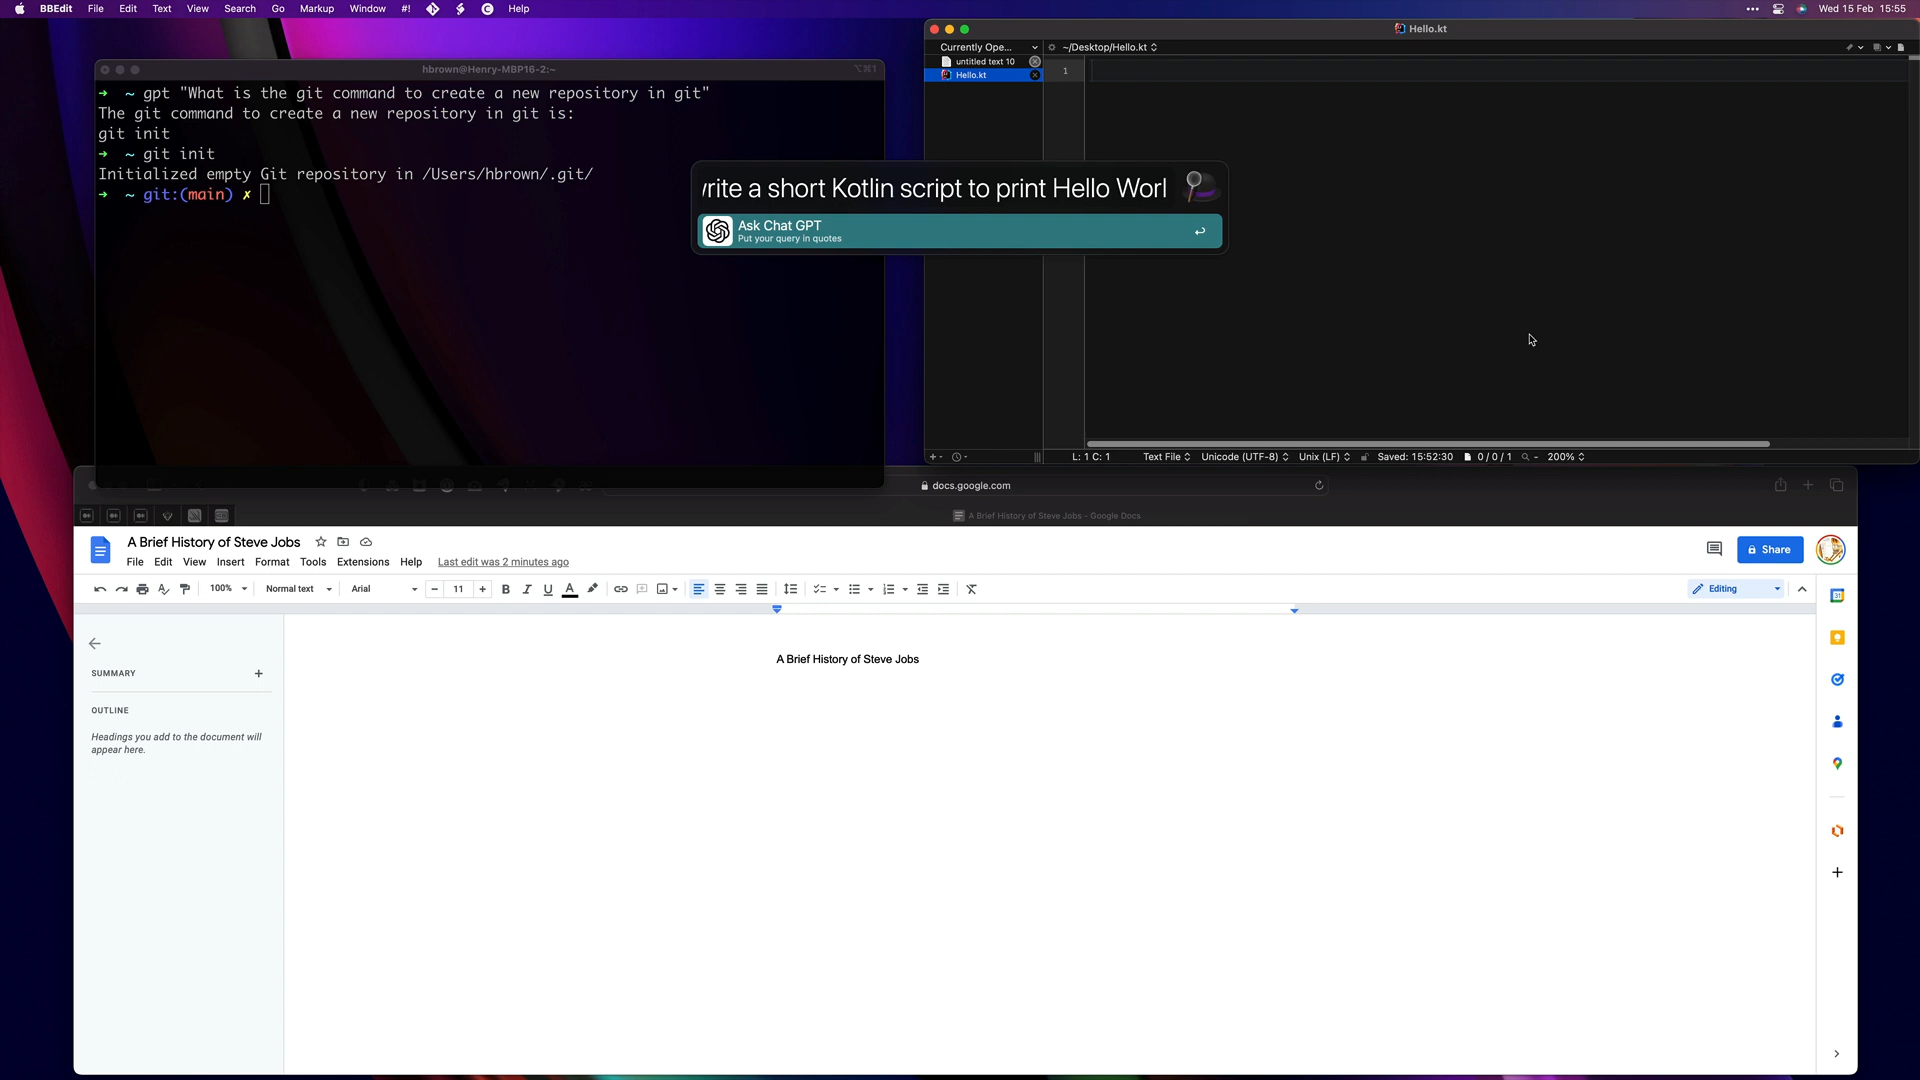 BBEdit File Edit Text View Search Go Markup Window #! Help
Wed 15 Feb 15:55
hbrown@Henry-MBP16-2:~
⌥⌘1
➜ ~ gpt "What is the git command to create a new repository in git"
The git command to create a new repository in git is:
git init
➜ ~ git init
Initialized empty Git repository in /Users/hbrown/.git/
➜ ~ git:(main) ✗
Hello.kt
Currently Ope...
~/Desktop/Hello.kt
untitled text 10
Hello.kt
1
write a short Kotlin script to print Hello Worl
Ask Chat GPT
Put your query in quotes
L: 1 C: 1 Text File Unicode (UTF-8) Unix (LF) Saved: 15:52:30 0 / 0 / 1 200%
docs.google.com
A Brief History of Steve Jobs - Google Docs
A Brief History of Steve Jobs
File Edit View Insert Format Tools Extensions Help Last edit was 2 minutes ago
Share
100% Normal text Arial 11 B I U A
Editing
31
SUMMARY
OUTLINE
Headings you add to the document will
appear here.
A Brief History of Steve Jobs